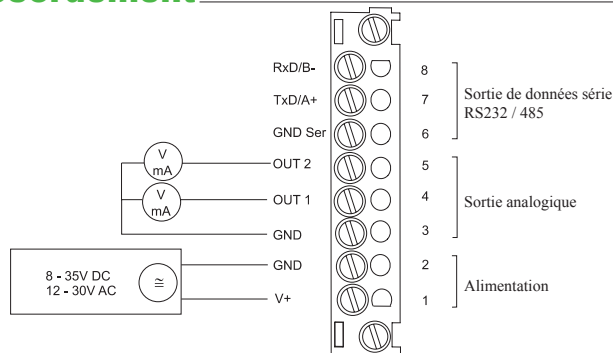 RxD/B-
8
TxD/A+
7
GND Ser
6
Sortie de données série
RS232 / 485
V
mA
OUT 2
5
V
mA
OUT 1
4
GND
3
Sortie analogique
8 - 35V DC
12 - 30V AC
≅
GND
2
V+
1
Alimentation